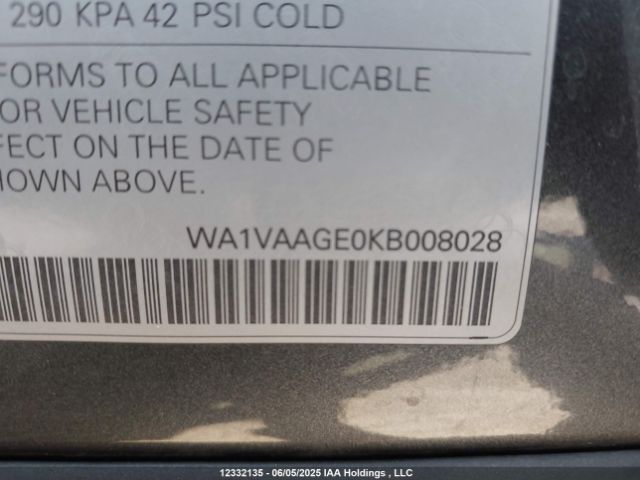 290 KPA 42 PSI COLD
FORMS TO ALL APPLICABLE
OR VEHICLE SAFETY
FECT ON THE DATE OF
HOWN ABOVE.
WA1VAAGE0KB008028
12332135 - 06/05/2025 IAA Holdings , LLC